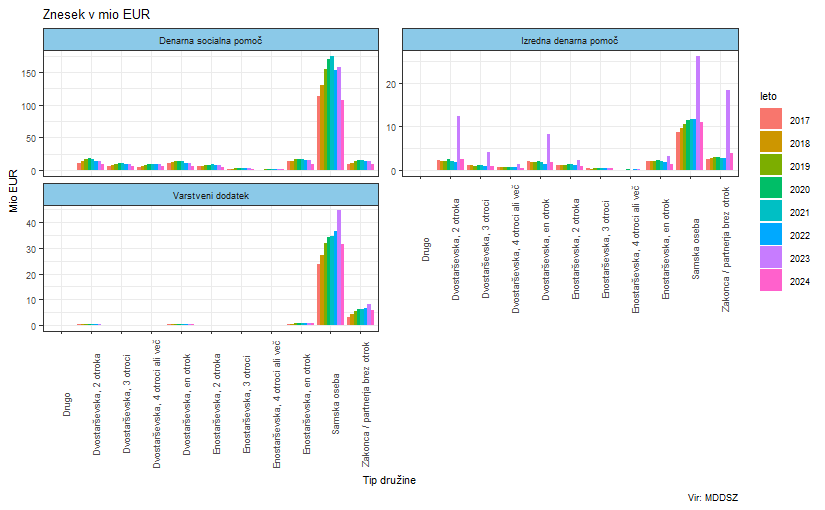 Znesek v mio EUR
Denarna socialna pomoč
Izredna denarna pomoč
150
100
50
0
20
10
0
Varstveni dodatek
40
30
20
10
0
Mio EUR
Drugo
Dvostarševska, 2 otroka
Dvostarševska, 3 otroci
Dvostarševska, 4 otroci ali več
Dvostarševska, en otrok
Enostarševska, 2 otroka
Enostarševska, 3 otroci
Enostarševska, 4 otroci ali več
Enostarševska, en otrok
Samska oseba
Zakonca / partnerja brez otrok
Drugo
Dvostarševska, 2 otroka
Dvostarševska, 3 otroci
Dvostarševska, 4 otroci ali več
Dvostarševska, en otrok
Enostarševska, 2 otroka
Enostarševska, 3 otroci
Enostarševska, 4 otroci ali več
Enostarševska, en otrok
Samska oseba
Zakonca / partnerja brez otrok
Tip družine
leto
2017
2018
2019
2020
2021
2022
2023
2024
Vir: MDDSZ